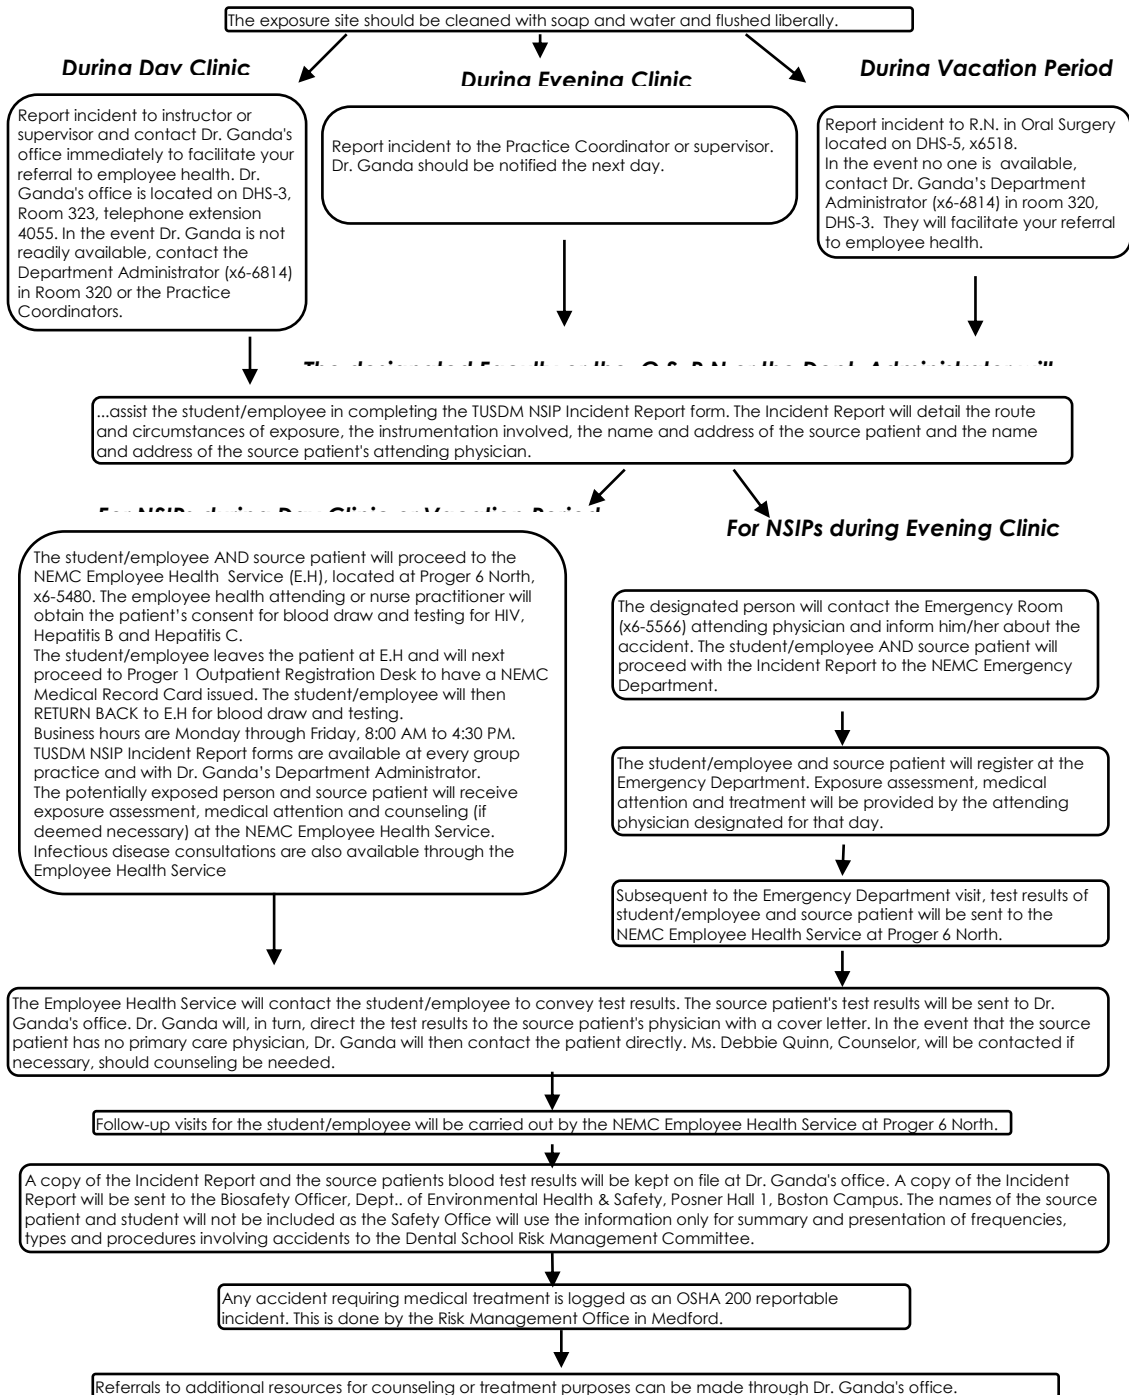 The exposure site should be cleaned with soap and water and flushed liberally.
During Day Clinic
During Evening Clinic
During Vacation Period
Report incident to instructor or
supervisor and contact Dr. Ganda's
office immediately to facilitate your
referral to employee health. Dr.
Ganda's office is located on DHS-3,
Room 323, telephone extension
4055. In the event Dr. Ganda is not
readily available, contact the
Department Administrator (x6-6814)
in Room 320 or the Practice
Coordinators.
Report incident to the Practice Coordinator or supervisor.
Dr. Ganda should be notified the next day.
Report incident to R.N. in Oral Surgery
located on DHS-5, x6518.
In the event no one is available,
contact Dr. Ganda’s Department
Administrator (x6-6814) in room 320,
DHS-3. They will facilitate your referral
to employee health.
The designated Faculty or the O.S. R.N or the Dept. Administrator will
...assist the student/employee in completing the TUSDM NSIP Incident Report form. The Incident Report will detail the route
and circumstances of exposure, the instrumentation involved, the name and address of the source patient and the name
and address of the source patient's attending physician.
For NSIPs during Day Clinic or Vacation Period
The student/employee AND source patient will proceed to the
NEMC Employee Health Service (E.H), located at Proger 6 North,
x6-5480. The employee health attending or nurse practitioner will
obtain the patient’s consent for blood draw and testing for HIV,
Hepatitis B and Hepatitis C.
The student/employee leaves the patient at E.H and will next
proceed to Proger 1 Outpatient Registration Desk to have a NEMC
Medical Record Card issued. The student/employee will then
RETURN BACK to E.H for blood draw and testing.
Business hours are Monday through Friday, 8:00 AM to 4:30 PM.
TUSDM NSIP Incident Report forms are available at every group
practice and with Dr. Ganda’s Department Administrator.
The potentially exposed person and source patient will receive
exposure assessment, medical attention and counseling (if
deemed necessary) at the NEMC Employee Health Service.
Infectious disease consultations are also available through the
Employee Health Service
For NSIPs during Evening Clinic
The designated person will contact the Emergency Room
(x6-5566) attending physician and inform him/her about the
accident. The student/employee AND source patient will
proceed with the Incident Report to the NEMC Emergency
Department.
The student/employee and source patient will register at the
Emergency Department. Exposure assessment, medical
attention and treatment will be provided by the attending
physician designated for that day.
Subsequent to the Emergency Department visit, test results of
student/employee and source patient will be sent to the
NEMC Employee Health Service at Proger 6 North.
The Employee Health Service will contact the student/employee to convey test results. The source patient's test results will be sent to Dr.
Ganda's office. Dr. Ganda will, in turn, direct the test results to the source patient's physician with a cover letter. In the event that the source
patient has no primary care physician, Dr. Ganda will then contact the patient directly. Ms. Debbie Quinn, Counselor, will be contacted if
necessary, should counseling be needed.
Follow-up visits for the student/employee will be carried out by the NEMC Employee Health Service at Proger 6 North.
A copy of the Incident Report and the source patients blood test results will be kept on file at Dr. Ganda's office. A copy of the Incident
Report will be sent to the Biosafety Officer, Dept.. of Environmental Health & Safety, Posner Hall 1, Boston Campus. The names of the source
patient and student will not be included as the Safety Office will use the information only for summary and presentation of frequencies,
types and procedures involving accidents to the Dental School Risk Management Committee.
Any accident requiring medical treatment is logged as an OSHA 200 reportable
incident. This is done by the Risk Management Office in Medford.
Referrals to additional resources for counseling or treatment purposes can be made through Dr. Ganda's office.